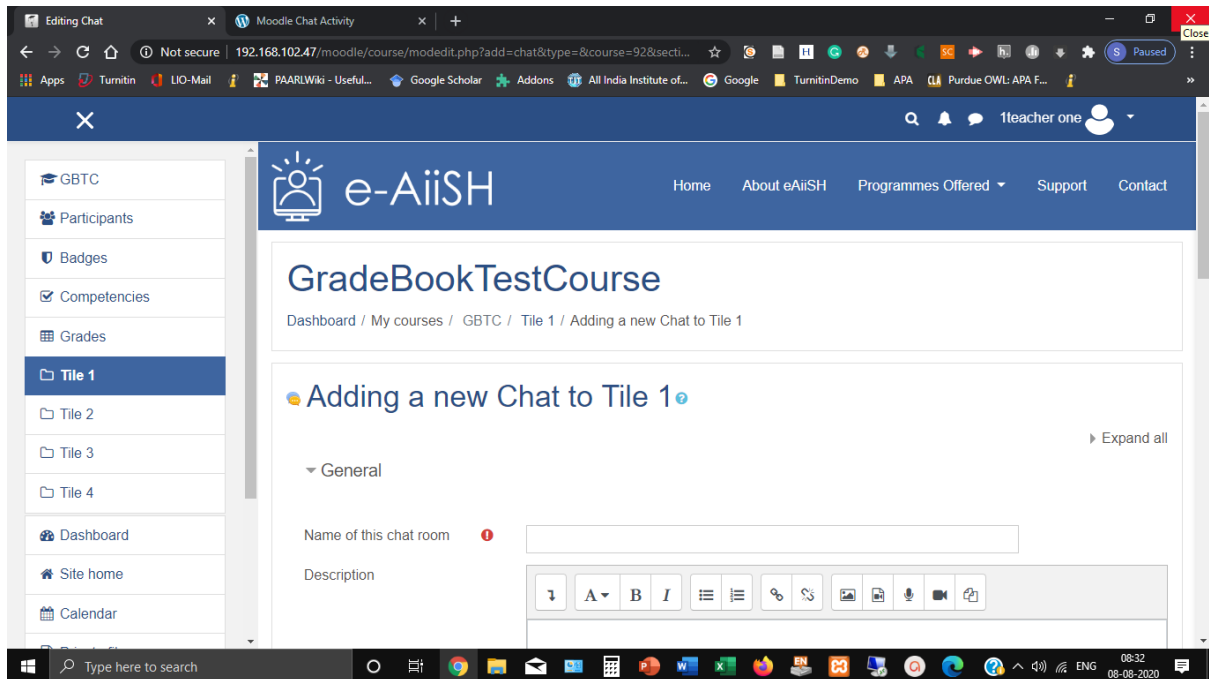 Editing Chat
Moodle Chat Activity
Close
Not secure 192.168.102.47/moodle/course/modedit.php?add=chat&type=&course=92&secti... S Paused
Apps Turnitin LIO-Mail PAARLWiki - Useful... Google Scholar Addons All India Institute of... Google TurnitinDemo APA Purdue OWL: APA F... »
1teacher one
GBTC
Participants
Badges
Competencies
Grades
Tile 1
Tile 2
Tile 3
Tile 4
Dashboard
Site home
Calendar
e-AiiSH
Home About eAiiSH Programmes Offered Support Contact
GradeBookTestCourse
Dashboard / My courses / GBTC / Tile 1 / Adding a new Chat to Tile 1
Adding a new Chat to Tile 1
Expand all
General
Name of this chat room
Description
A B I
Type here to search
ENG 08:32
08-08-2020